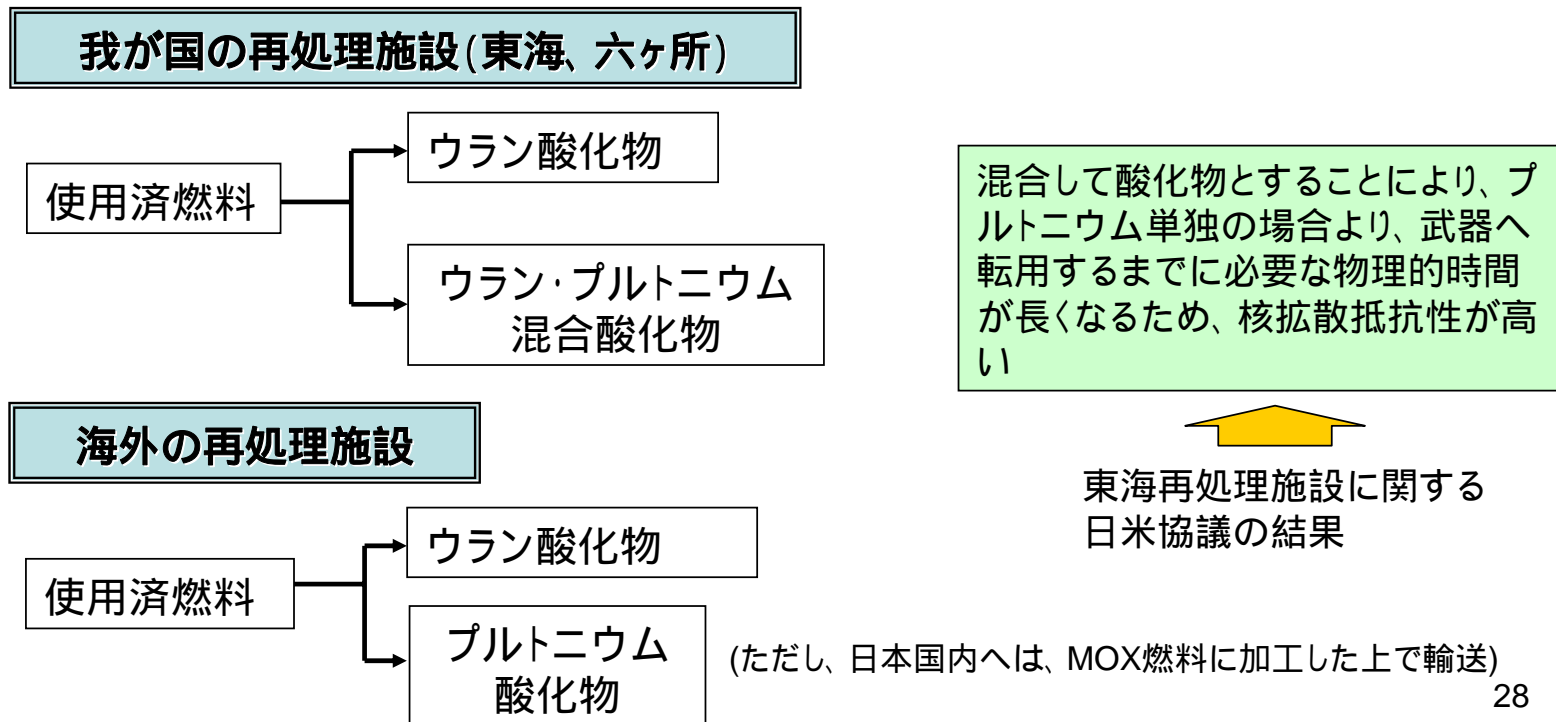 我が国の再処理施設(東海、六ヶ所)
使用済燃料
ウラン酸化物
ウラン・プルトニウム
混合酸化物
混合して酸化物とすることにより、プ
ルトニウム単独の場合より、武器へ
転用するまでに必要な物理的時間
が長くなるため、核拡散抵抗性が高
い
東海再処理施設に関する
日米協議の結果
海外の再処理施設
使用済燃料
ウラン酸化物
プルトニウム
酸化物
(ただし、日本国内へは、MOX燃料に加工した上で輸送)
28